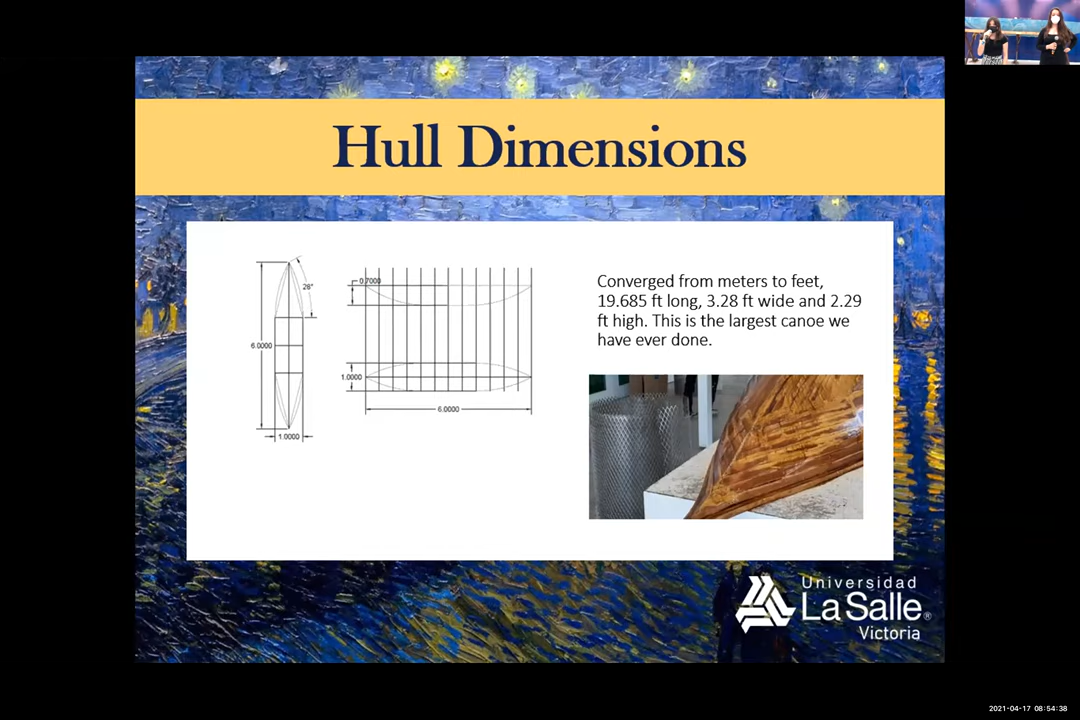 Hull Dimensions
28°
6.0000
1.0000
0.7000
1.0000
6.0000
Converged from meters to feet,
19.685 ft long, 3.28 ft wide and 2.29
ft high. This is the largest canoe we
have ever done.
Universidad
La Salle®
Victoria
2021-04-17 08:54:38